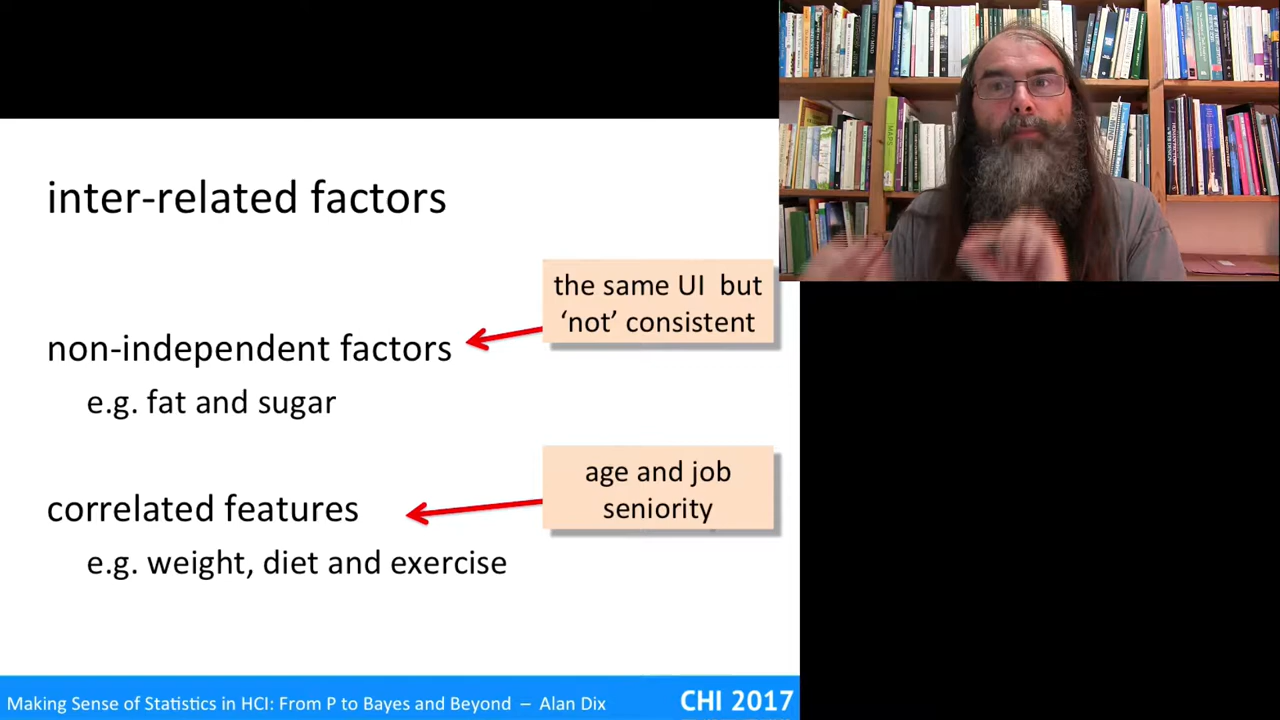 inter-related factors
the same UI  but
‘not’ consistent
non-independent factors
e.g. fat and sugar
age and job
seniority
correlated features
e.g. weight, diet and exercise
Making Sense of Statistics in HCI: From P to Bayes and Beyond – Alan Dix
CHI 2017
MAPS